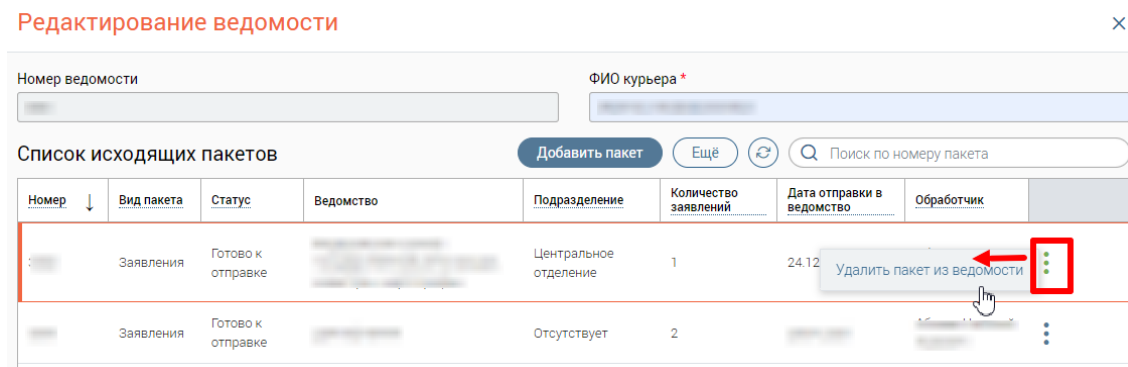 Редактирование ведомости
Номер ведомости
ФИО курьера *
Список исходящих пакетов
Добавить пакет
Ещё
Поиск по номеру пакета
Номер
Вид пакета
Статус
Ведомство
Подразделение
Количество
заявлений
Дата отправки в
ведомство
Обработчик
Заявления
Готово к
отправке
Центральное
отделение
1
24.12
Удалить пакет из ведомости
Заявления
Готово к
отправке
Отсутствует
2